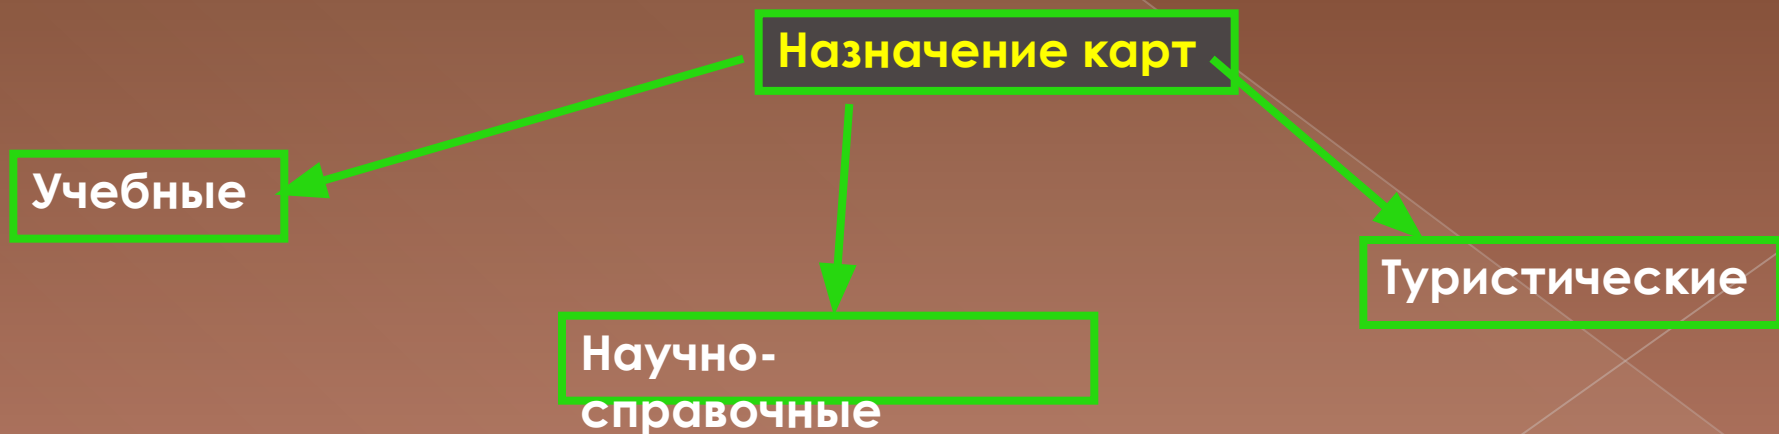 Назначение карт
Учебные
Туристические
Научно-
справочные